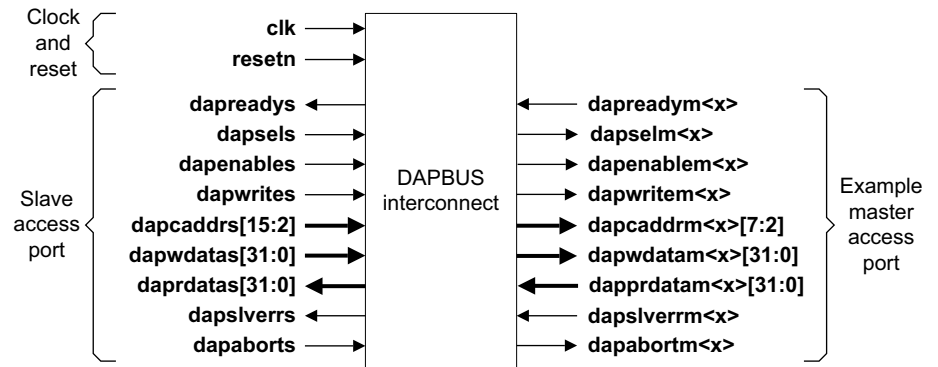 Clock
and
reset
clk
resetn
Slave
access
port
dapreadys
dapsels
dapenables
dapwrites
dapcaddrs[15:2]
dapwdatas[31:0]
daprdatas[31:0]
dapslverrs
dapaborts
DAPBUS
interconnect
dapreadym<x>
dapselm<x>
dapenablem<x>
dapwritem<x>
dapcaddrm<x>[7:2]
dapwdatam<x>[31:0]
dapprdatam<x>[31:0]
dapslverrm<x>
dapabortm<x>
Example
master
access
port